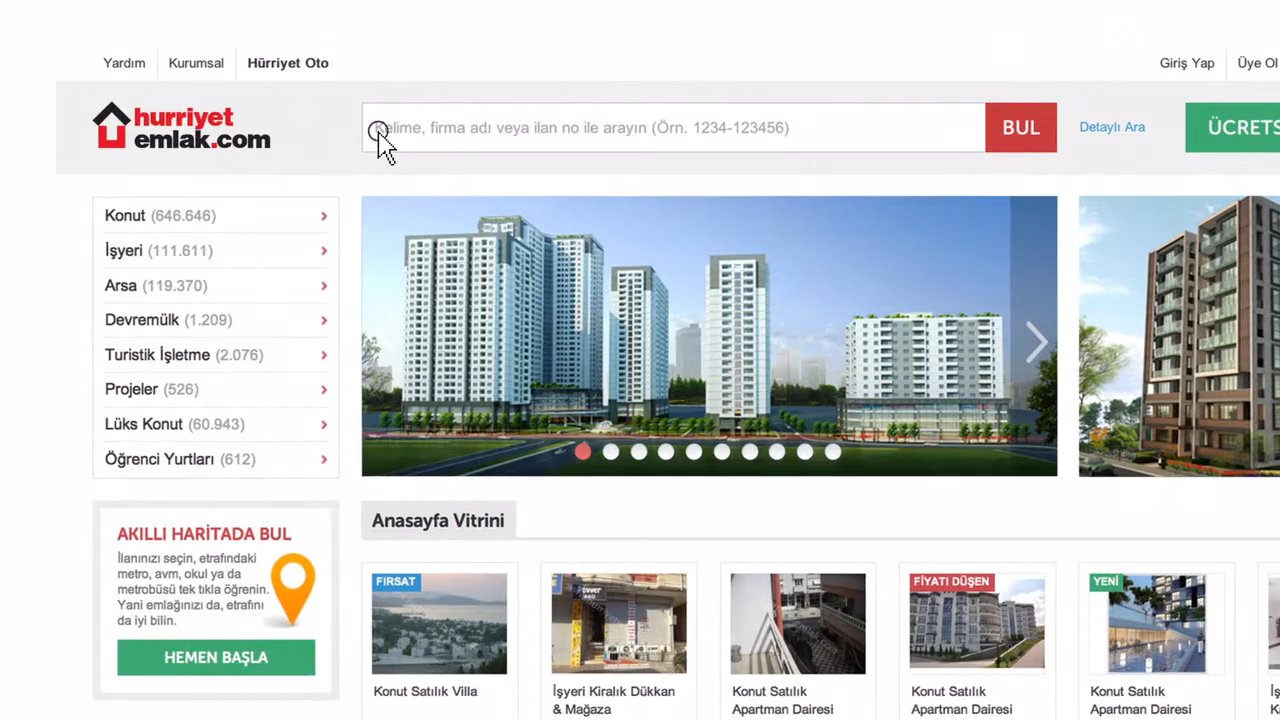 Yardım
Kurumsal
Hürriyet Oto
Giriş Yap
Üye Ol
hurriyet
emlak.com
elime, firma adı veya ilan no ile arayın (Örn. 1234-123456)
BUL
Detaylı Ara
ÜCRETS
Konut (646.646)
İşyeri (111.611)
Arsa (119.370)
Devremülk (1.209)
Turistik İşletme (2.076)
Projeler (526)
Lüks Konut (60.943)
Öğrenci Yurtları (612)
AKILLI HARİTADA BUL
İlanınızı seçin, etrafındaki
metro, avm, okul ya da
metrobüsü tek tıkla öğrenin.
Yani emlağınızı da, etrafını
da iyi bilin.
HEMEN BAŞLA
Anasayfa Vitrini
FIRSAT
Konut Satılık Villa
İşyeri Kiralık Dükkan
& Mağaza
Konut Satılık
Apartman Dairesi
FİYATI DÜŞEN
Konut Satılık
Apartman Dairesi
YENİ
Konut Satılık
Apartman Dairesi